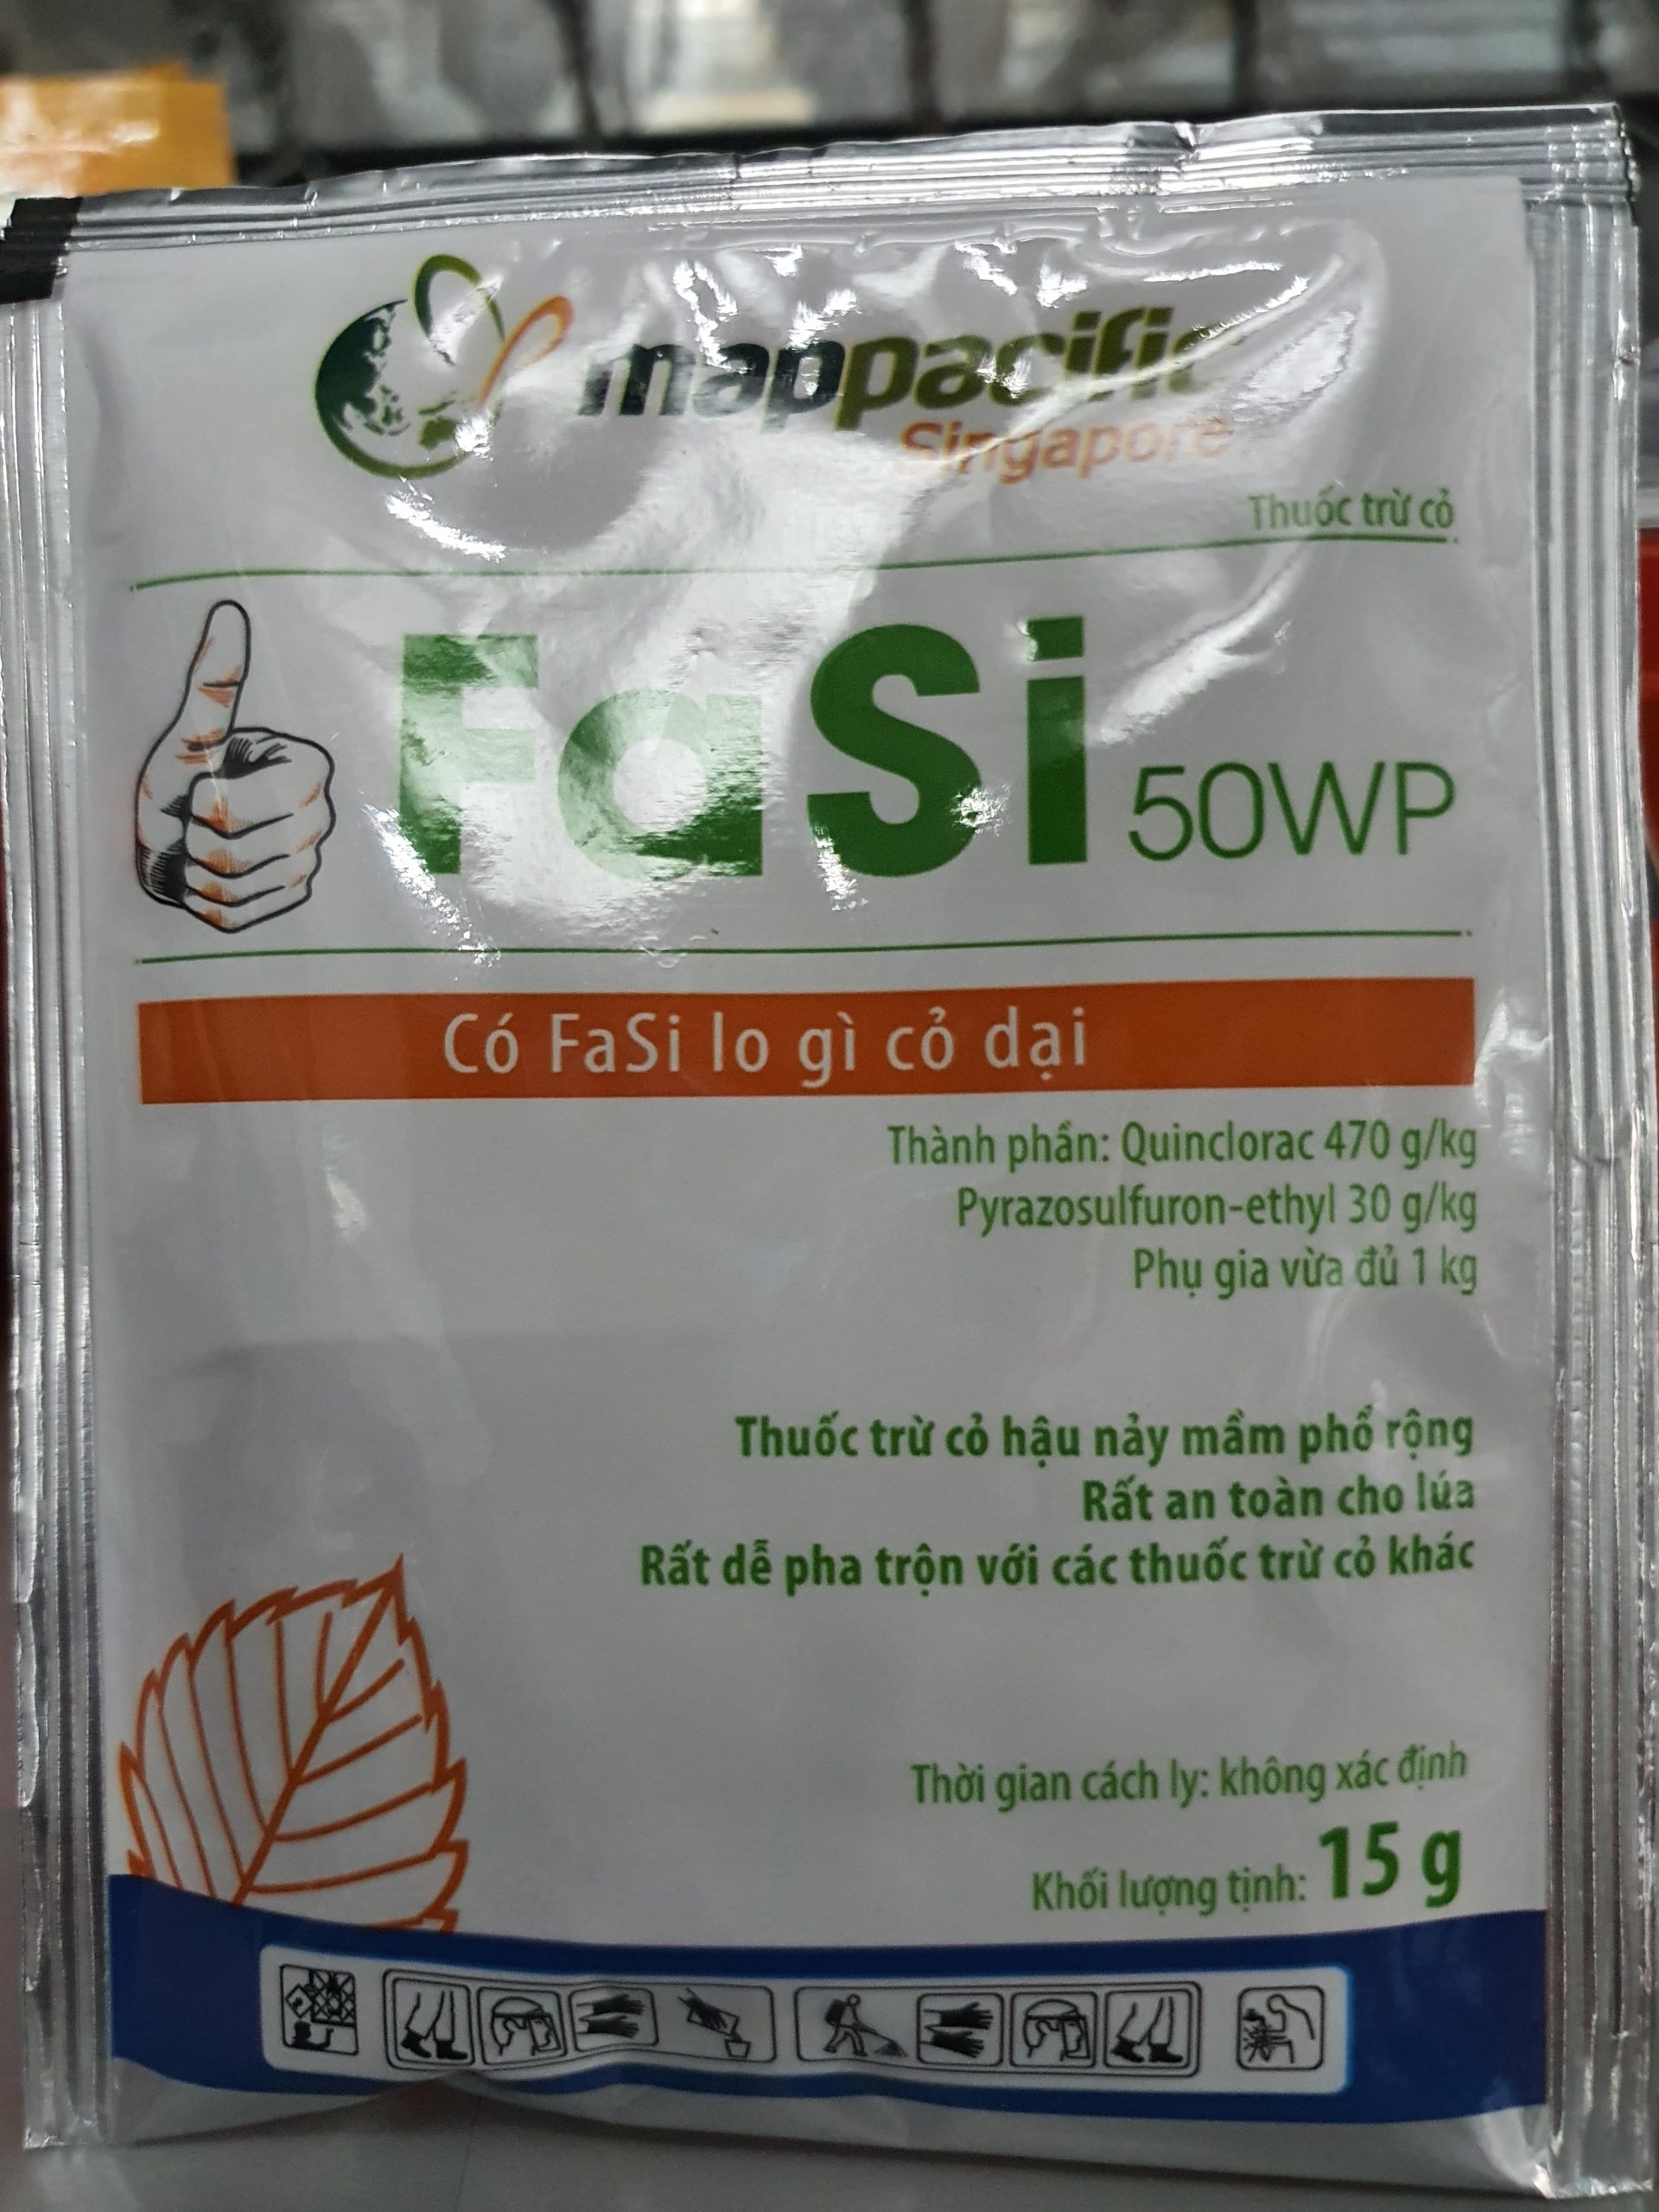 mappacific
Singapore
Thuốc trừ cỏ
FaSi 50WP
Có FaSi lo gì cỏ dại
Thành phần: Quinclorac 470 g/kg
Pyrazosulfuron-ethyl 30 g/kg
Phụ gia vừa đủ 1 kg
Thuốc trừ cỏ hậu nảy mầm phổ rộng
Rất an toàn cho lúa
Rất dễ pha trộn với các thuốc trừ cỏ khác
Thời gian cách ly: không xác định
Khối lượng tịnh: 15 g